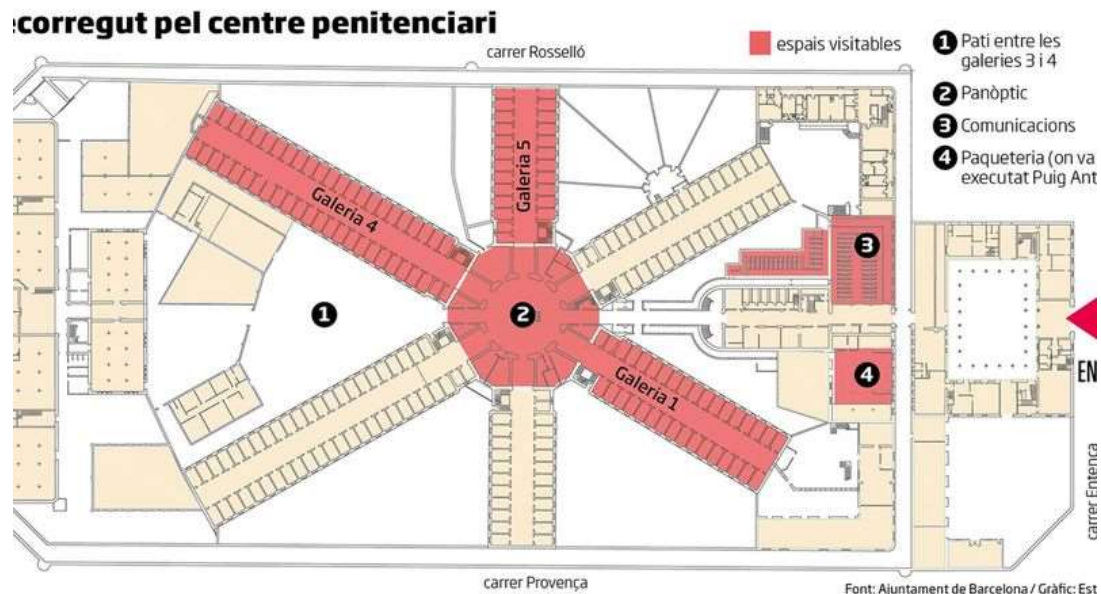 ecorregut pel centre penitenciari
carrer Rosselló
espais visitables
1 Pati entre les
galeries 3 i 4
2 Panòptic
3 Comunicacions
4 Paqueteria (on va
executat Puig Ant
Galeria 4
Galeria 5
Galeria 1
1
2
3
4
EN
carrer Entença
carrer Provença
Font: Ajuntament de Barcelona / Gràfic: Est